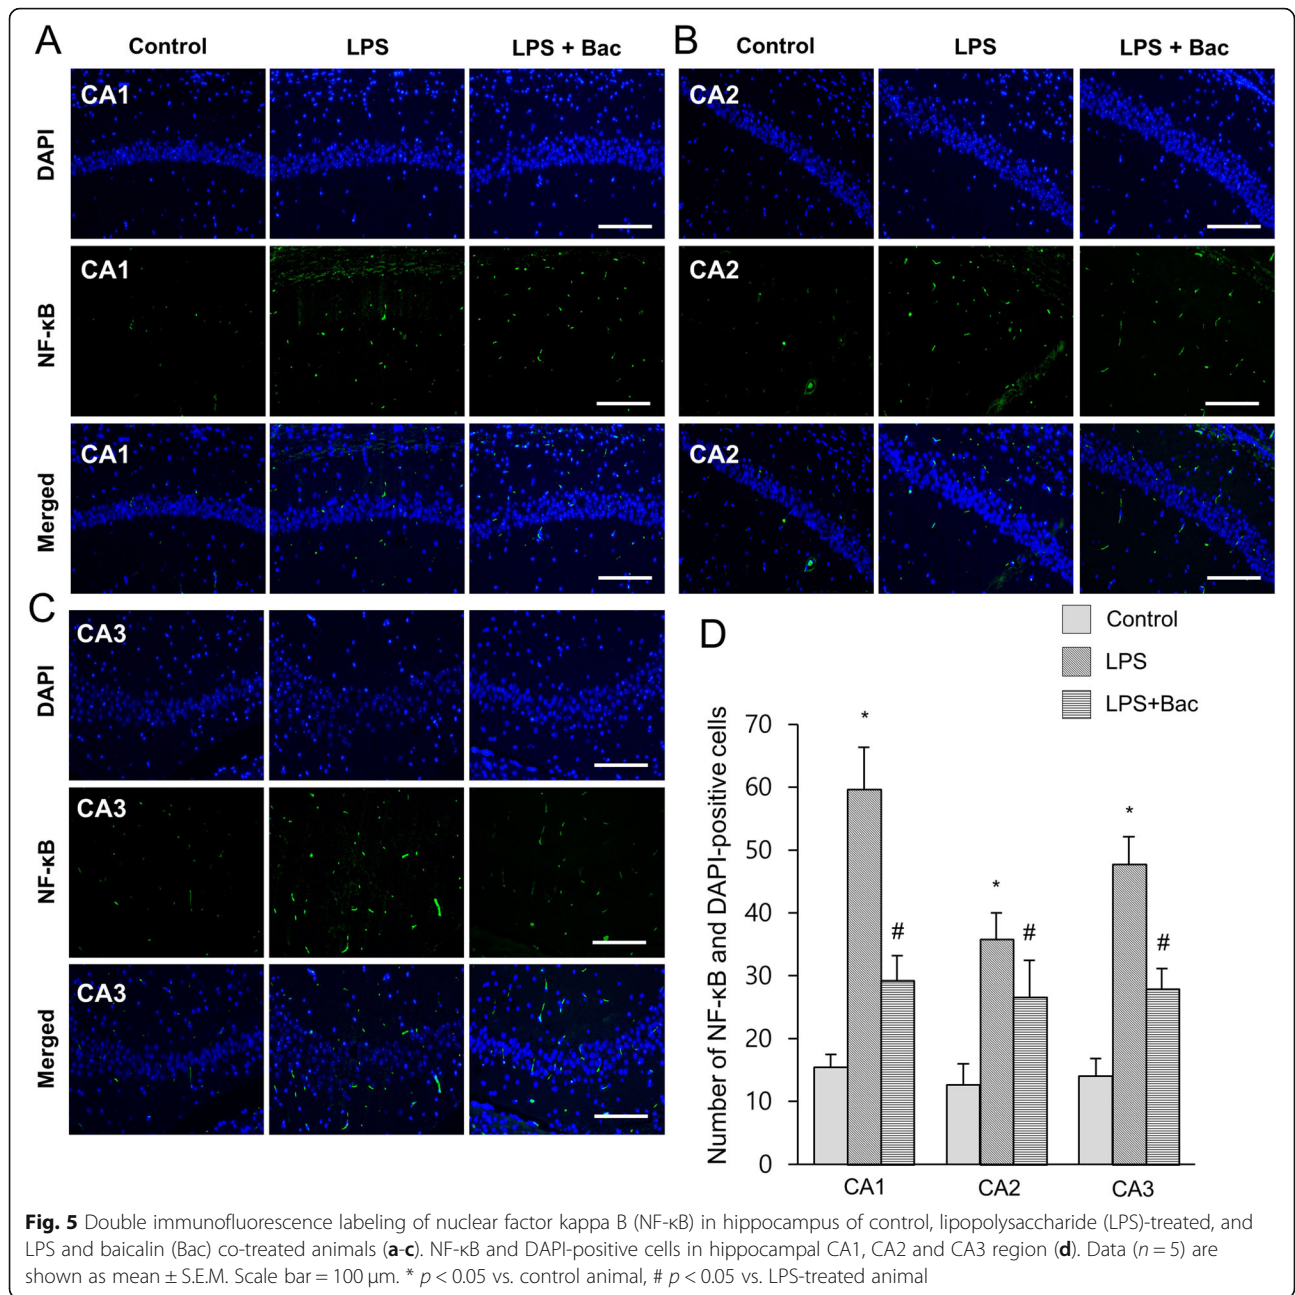 A
Control
LPS
LPS + Bac
DAPI
CA1
NF-κB
CA1
Merged
CA1
B
Control
LPS
LPS + Bac
CA2
CA2
CA2
C
DAPI
CA3
NF-κB
CA3
Merged
CA3
D
Control
LPS
LPS+Bac
Number of NF-κB and DAPI-positive cells
70
60
50
40
30
20
10
0
*
#
*
#
*
#
CA1
CA2
CA3
Fig. 5 Double immunofluorescence labeling of nuclear factor kappa B (NF-κB) in hippocampus of control, lipopolysaccharide (LPS)-treated, and
LPS and baicalin (Bac) co-treated animals (a-c). NF-κB and DAPI-positive cells in hippocampal CA1, CA2 and CA3 region (d). Data (n = 5) are
shown as mean ± S.E.M. Scale bar = 100 μm. * p < 0.05 vs. control animal, # p < 0.05 vs. LPS-treated animal